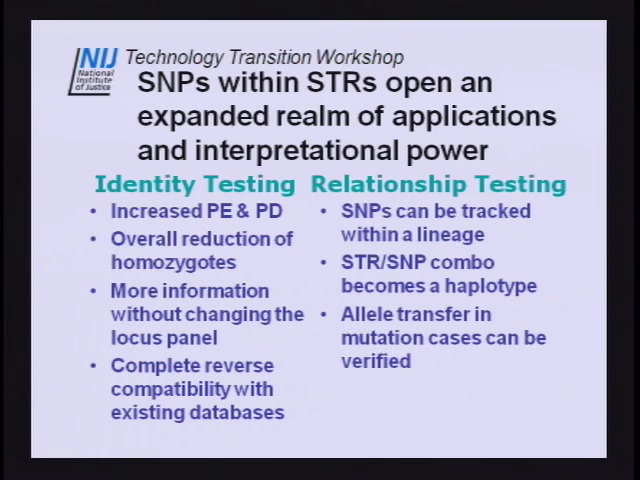 NIJ
National
Institute
of Justice
Technology Transition Workshop
SNPs within STRs open an
expanded realm of applications
and interpretational power
Identity Testing
• Increased PE & PD
• Overall reduction of
homozygotes
• More information
without changing the
locus panel
• Complete reverse
compatibility with
existing databases
Relationship Testing
• SNPs can be tracked
within a lineage
• STR/SNP combo
becomes a haplotype
• Allele transfer in
mutation cases can be
verified